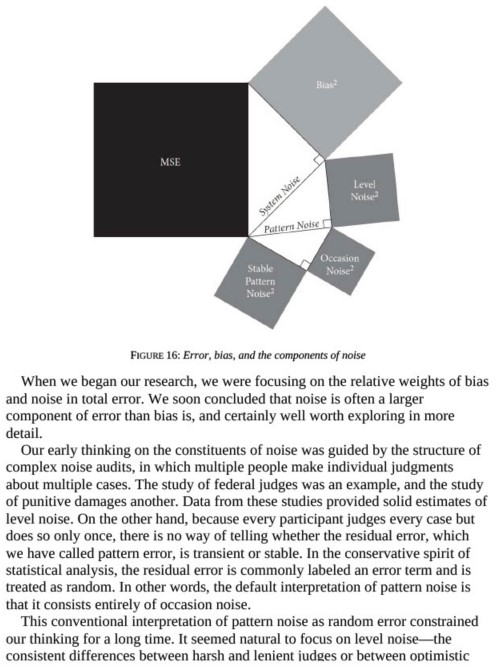 Bias²
MSE
System Noise
Level
Noise²
Pattern Noise
Occasion
Noise²
Stable
Pattern
Noise²
FIGURE 16: Error, bias, and the components of noise
When we began our research, we were focusing on the relative weights of bias
and noise in total error. We soon concluded that noise is often a larger
component of error than bias is, and certainly well worth exploring in more
detail.
Our early thinking on the constituents of noise was guided by the structure of
complex noise audits, in which multiple people make individual judgments
about multiple cases. The study of federal judges was an example, and the study
of punitive damages another. Data from these studies provided solid estimates of
level noise. On the other hand, because every participant judges every case but
does so only once, there is no way of telling whether the residual error, which
we have called pattern error, is transient or stable. In the conservative spirit of
statistical analysis, the residual error is commonly labeled an error term and is
treated as random. In other words, the default interpretation of pattern noise is
that it consists entirely of occasion noise.
This conventional interpretation of pattern noise as random error constrained
our thinking for a long time. It seemed natural to focus on level noise—the
consistent differences between harsh and lenient judges or between optimistic